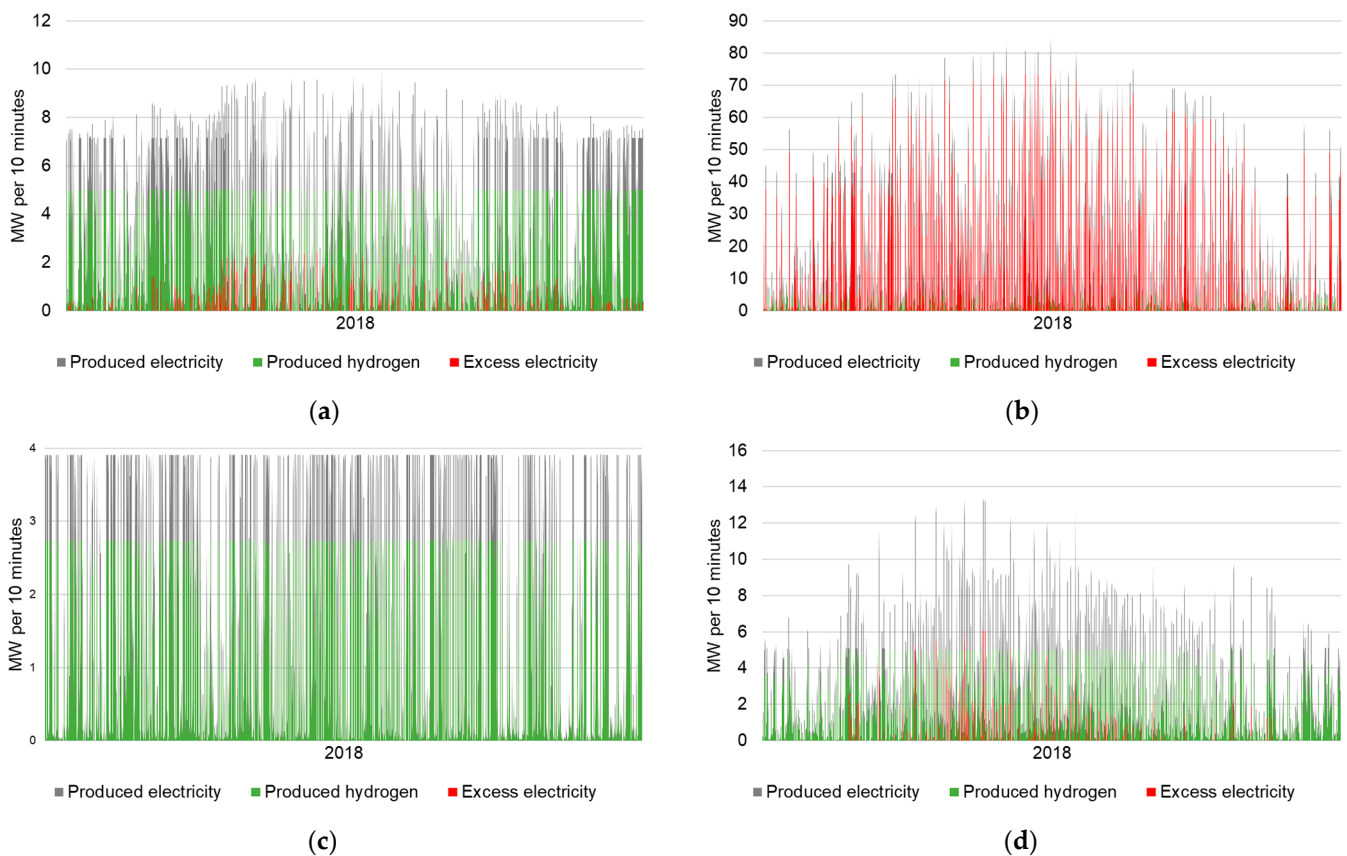 MW per 10 minutes
12
10
8
6
4
2
0
2018
Produced electricity Produced hydrogen Excess electricity
(a)
MW per 10 minutes
90
80
70
60
50
40
30
20
10
0
2018
Produced electricity Produced hydrogen Excess electricity
(b)
MW per 10 minutes
4
3
2
1
0
2018
Produced electricity Produced hydrogen Excess electricity
(c)
MW per 10 minutes
16
14
12
10
8
6
4
2
0
2018
Produced electricity Produced hydrogen Excess electricity
(d)